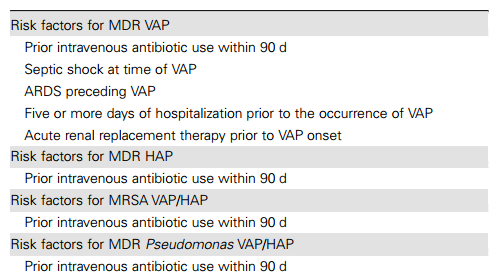 Risk factors for MDR VAP
Prior intravenous antibiotic use within 90 d
Septic shock at time of VAP
ARDS preceding VAP
Five or more days of hospitalization prior to the occurrence of VAP
Acute renal replacement therapy prior to VAP onset
Risk factors for MDR HAP
Prior intravenous antibiotic use within 90 d
Risk factors for MRSA VAP/HAP
Prior intravenous antibiotic use within 90 d
Risk factors for MDR Pseudomonas VAP/HAP
Prior intravenous antibiotic use within 90 d